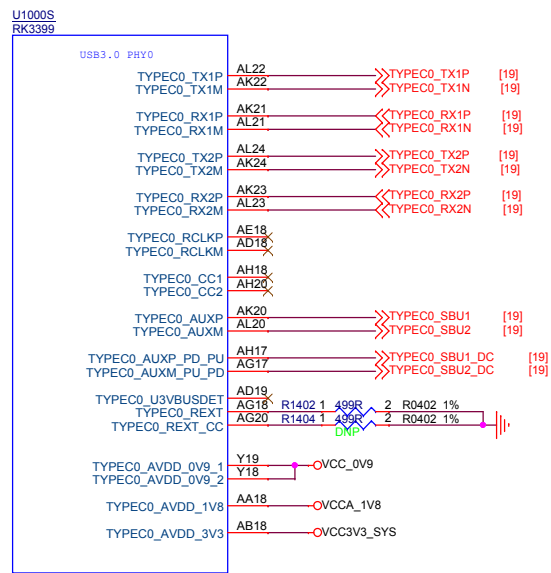 U1000S
RK3399
USB3.0 PHY0
TYPEC0_TX1P AL22 TYPEC0_TX1P [19]
TYPEC0_TX1M AK22 TYPEC0_TX1N [19]
TYPEC0_RX1P AK21 TYPEC0_RX1P [19]
TYPEC0_RX1M AL21 TYPEC0_RX1N [19]
TYPEC0_TX2P AL24 TYPEC0_TX2P [19]
TYPEC0_TX2M AK24 TYPEC0_TX2N [19]
TYPEC0_RX2P AK23 TYPEC0_RX2P [19]
TYPEC0_RX2M AL23 TYPEC0_RX2N [19]
TYPEC0_RCLKP AE18
TYPEC0_RCLKM AD18
TYPEC0_CC1 AH18
TYPEC0_CC2 AH20
TYPEC0_AUXP AK20 TYPEC0_SBU1 [19]
TYPEC0_AUXM AL20 TYPEC0_SBU2 [19]
TYPEC0_AUXP_PD_PU AH17 TYPEC0_SBU1_DC [19]
TYPEC0_AUXM_PU_PD AG17 TYPEC0_SBU2_DC [19]
TYPEC0_U3VBUSDET AD19
TYPEC0_REXT AG18 R1402 1 499R 2 R0402 1%
TYPEC0_REXT_CC AG20 R1404 1 499R 2 R0402 1%
DNP
TYPEC0_AVDD_0V9_1 Y19 VCC_0V9
TYPEC0_AVDD_0V9_2 Y18
TYPEC0_AVDD_1V8 AA18 VCCA_1V8
TYPEC0_AVDD_3V3 AB18 VCC3V3_SYS